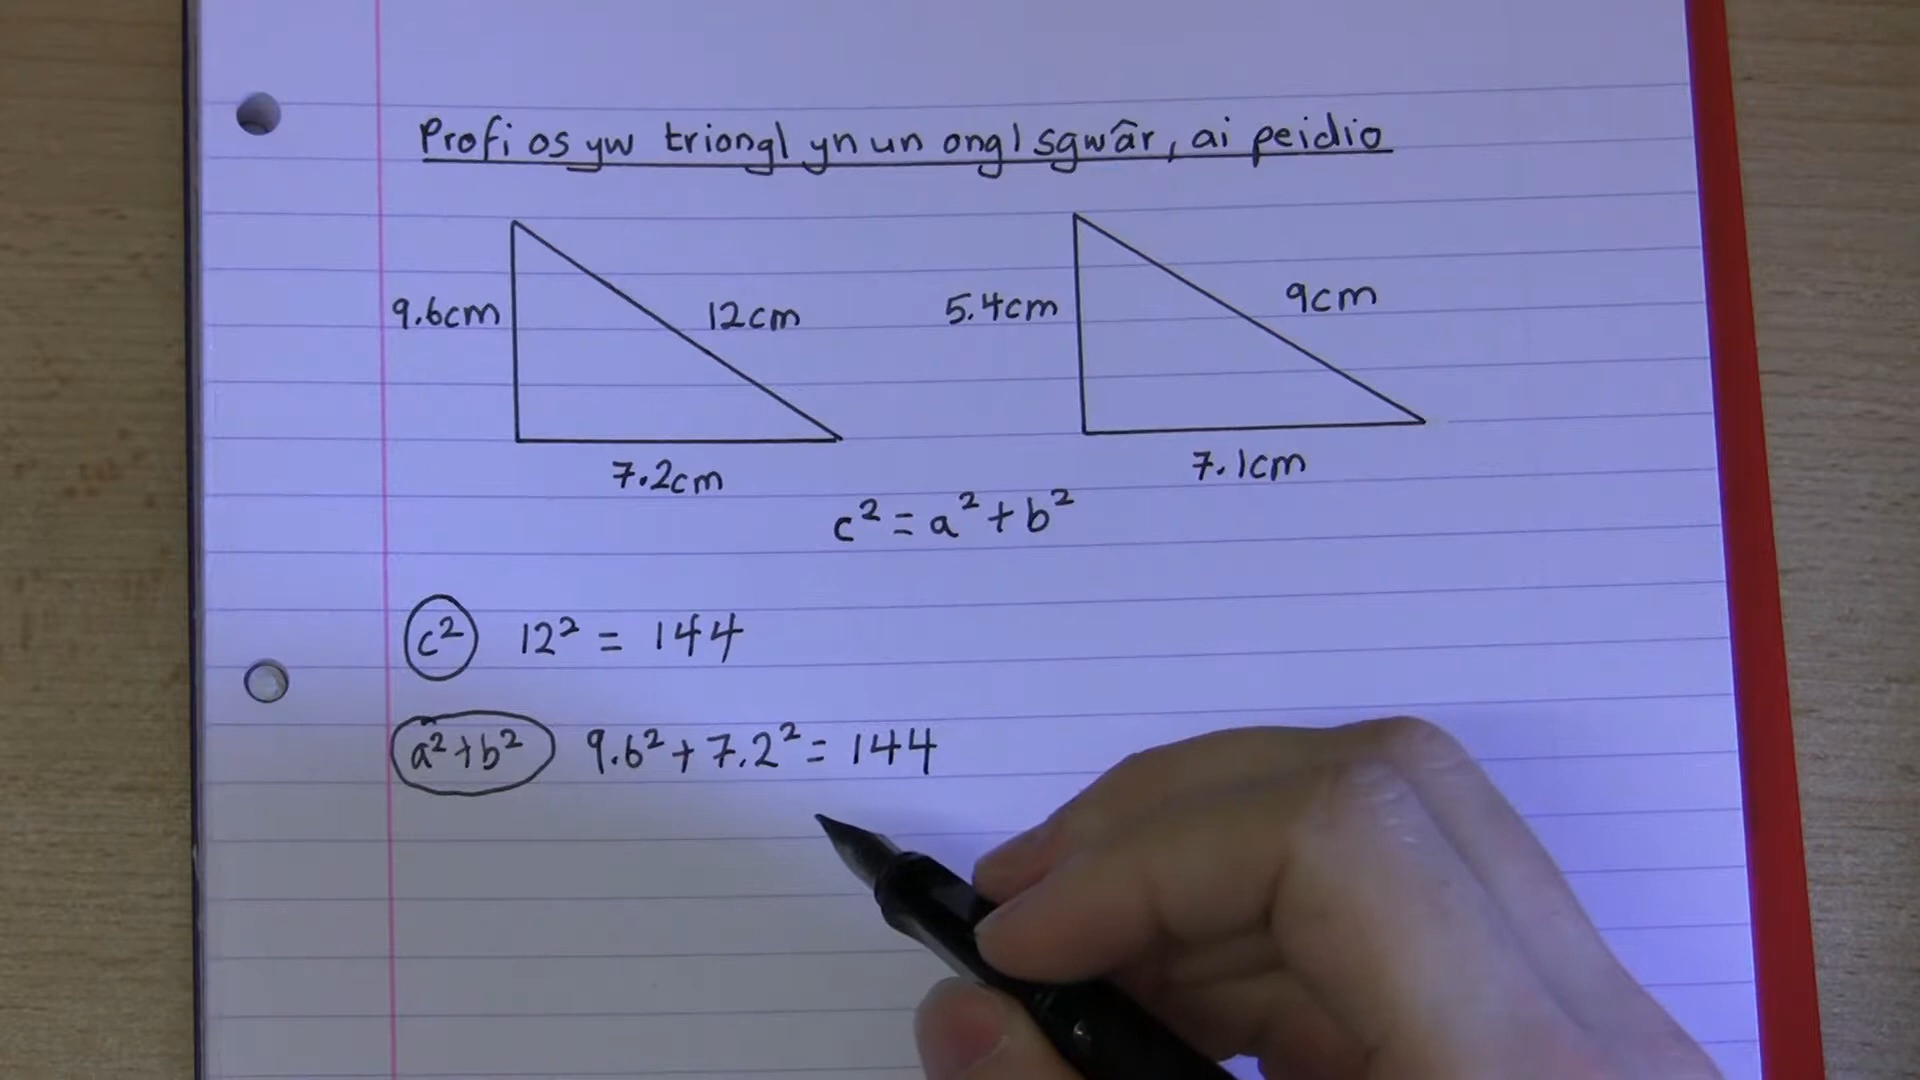 Profi os yw triongl yn un ongl sgwâr, ai peidio
9.6cm
12cm
7.2cm
5.4cm
9cm
7.1cm
c² = a² + b²
c² 12² = 144
a² + b² 9.6² + 7.2² = 144